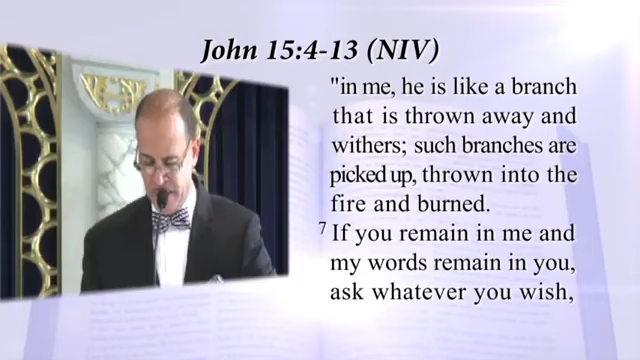 John 15:4-13 (NIV)
"in me, he is like a branch
that is thrown away and
withers; such branches are
picked up, thrown into the
fire and burned.
7 If you remain in me and
my words remain in you,
ask whatever you wish,